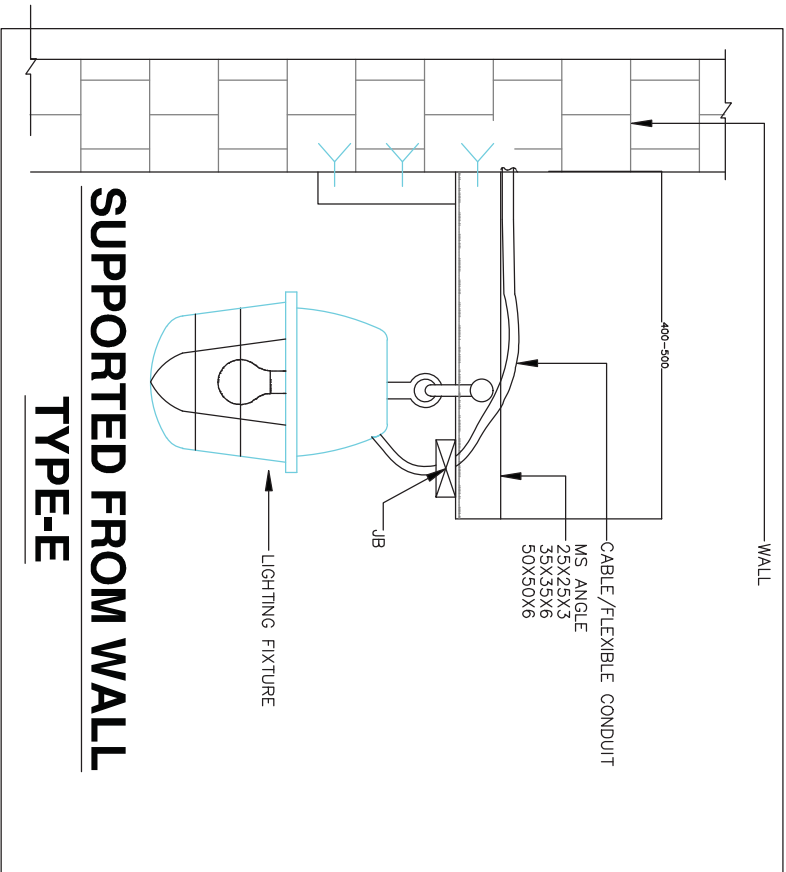 WALL
400-500
CABLE/FLEXIBLE CONDUIT
MS ANGLE
25X25X3
35X35X6
50X50X6
JB
LIGHTING FIXTURE
SUPPORTED FROM WALL
TYPE-E